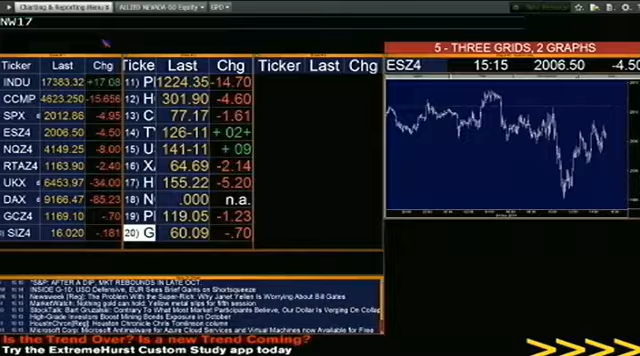 Charting & Reporting Menu
ALLIED NEVADA GO Equity
GPO
NW17
5 - THREE GRIDS, 2 GRAPHS
Ticker Last Chg
ESZ4 15:15 2006.50 -4.50
INDU 17383.32 +17.08
CCMP 4623.250 -15.656
SPX 2012.86 -4.95
ESZ4 2006.50 -4.50
NQZ4 4149.25 -8.00
RTAZ4 1163.90 -2.40
UKX 6453.97 -34.00
DAX 9166.47 -85.23
GCZ4 1169.10 -.70
SIZ4 16.020 -.181
Ticke Last Chg
11) P 1224.35 -14.70
12) H 301.90 -4.60
13) C 77.17 -1.61
14) T 126-11 + 02+
15) U 141-11 + 09
16) X 64.69 -2.14
17) H 155.22 -5.20
18) N .000 n.a.
19) P 119.05 -1.23
20) G 60.09 -.70
Ticker Last Chg
"S&P: AFTER A DIP, MKT REBOUNDS IN LATE OCT.
INSIDE G-10: USD Defensive, EUR Sees Brief Gains on Shortsqueeze
Newsweek [Reg]: The Problem With the Super-Rich: Why Janet Yellen Is Worrying About Bill Gates
MarketWatch: Nothing gold can hold: Yellow metal slips for fifth session
StockTalk: Bart Gruzalski: Contrary To What Most Market Participants Believe, Our Dollar Is Verging On Collap
High-Grade Investors Boost Mining Bonds Exposure in October
HoustnChron[Reg]: Houston Chronicle Chris Tomlinson column
Microsoft Corp: Microsoft Antimalware for Azure Cloud Services and Virtual Machines now Available for Free
Is the Trend Over? Is a new Trend Coming?
Try the ExtremeHurst Custom Study app today
>>>>